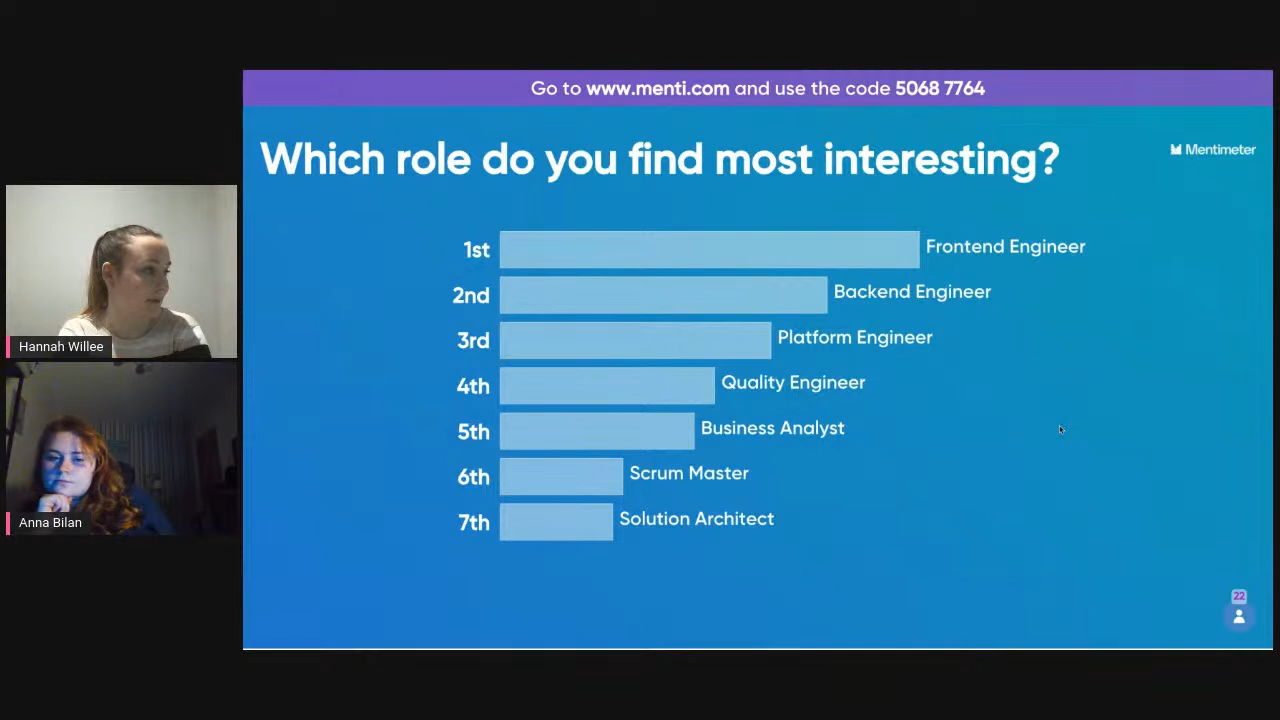 Go to www.menti.com and use the code 5068 7764
Which role do you find most interesting?
Mentimeter
1st Frontend Engineer
2nd Backend Engineer
3rd Platform Engineer
4th Quality Engineer
5th Business Analyst
6th Scrum Master
7th Solution Architect
22
Hannah Willee
Anna Bilan